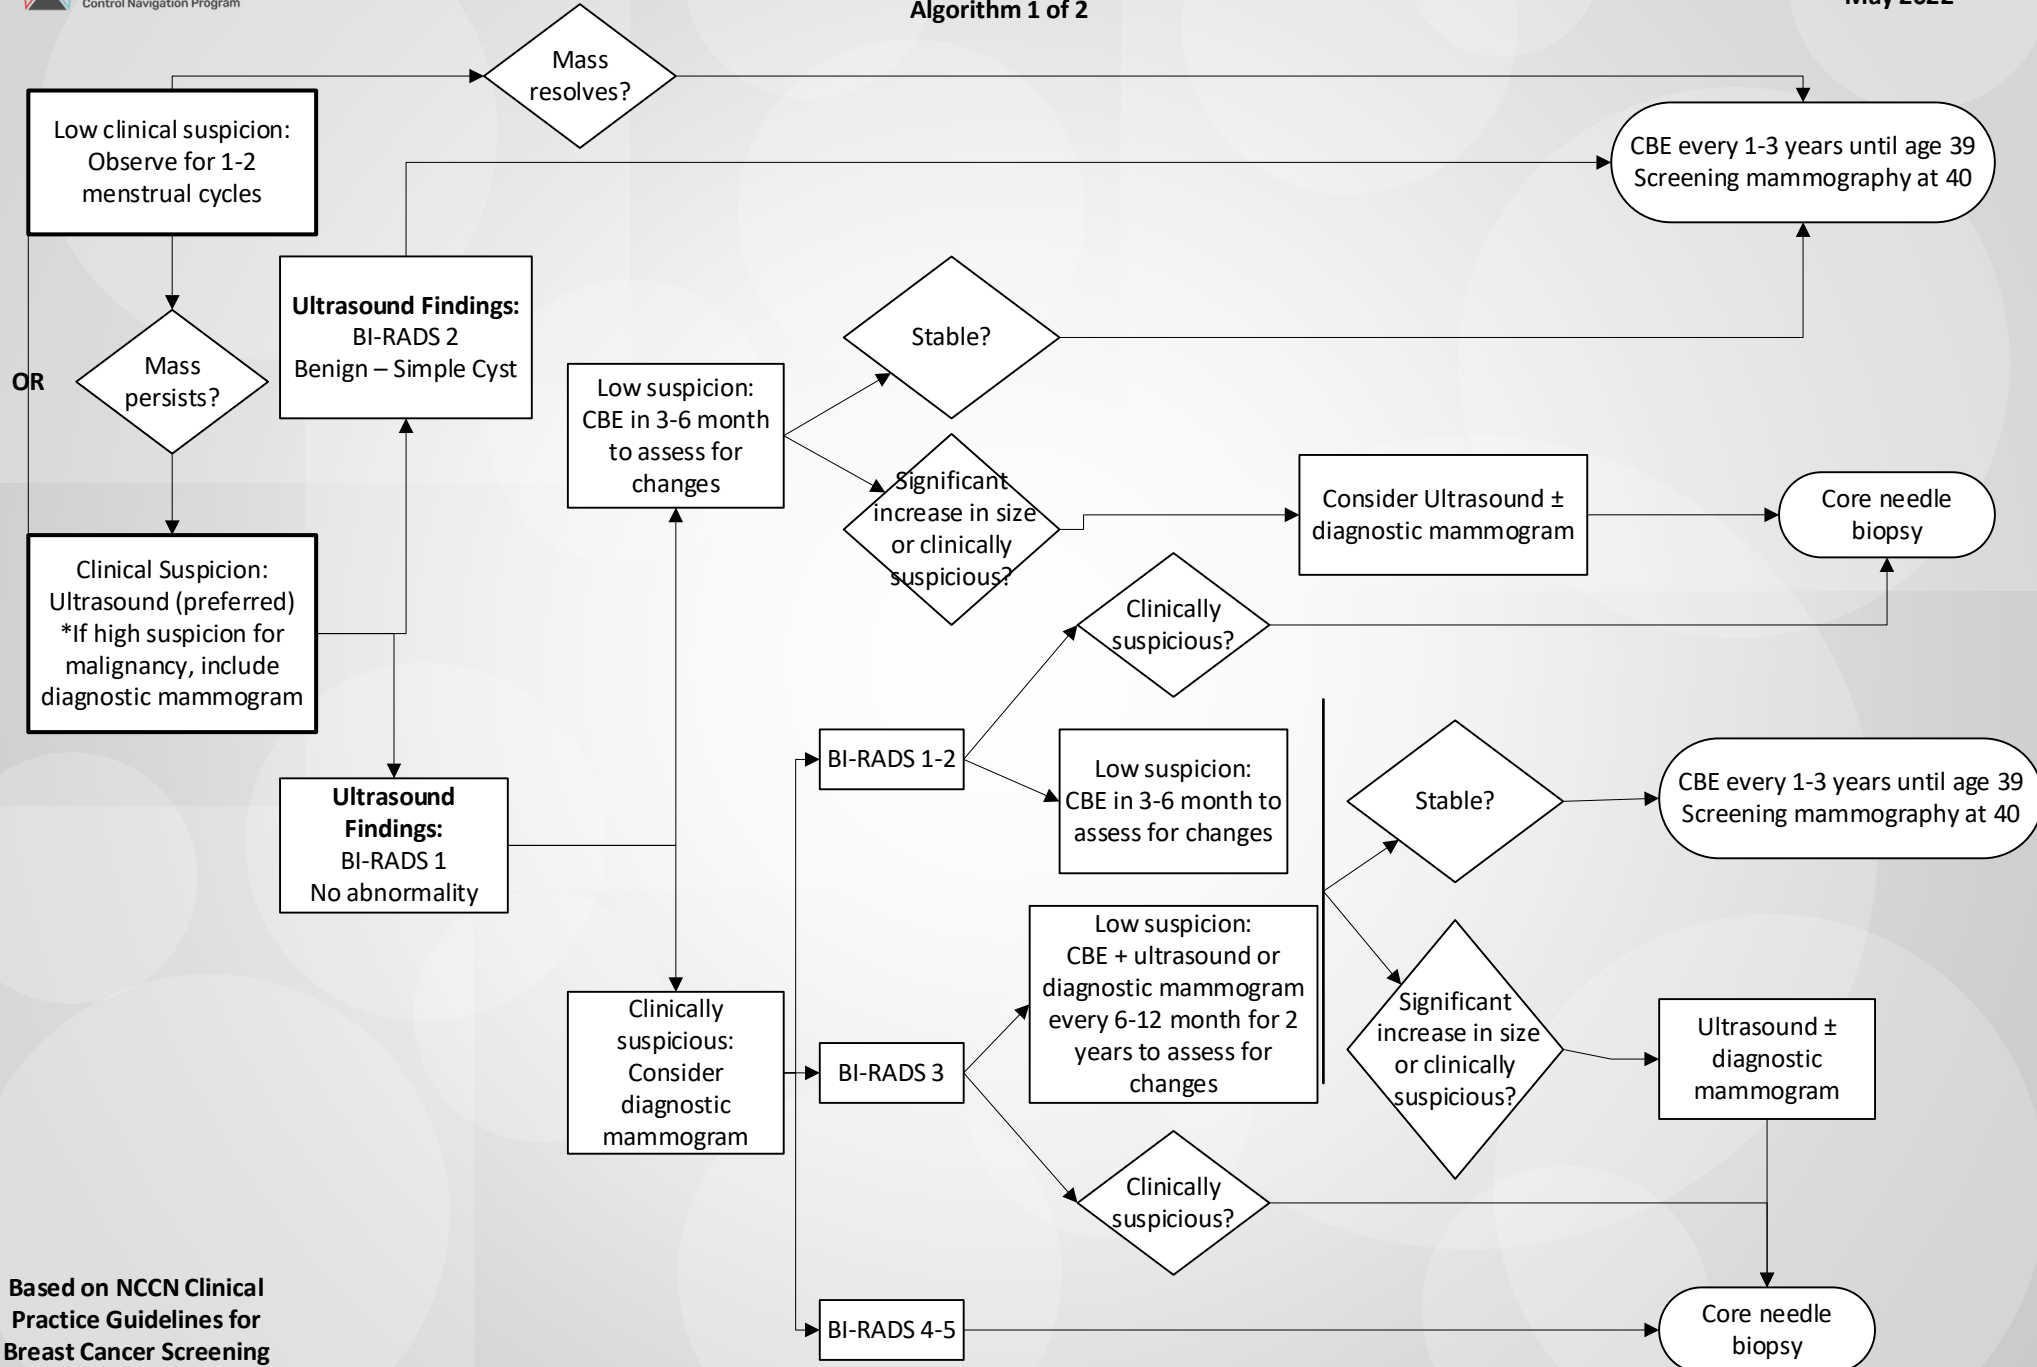 Control Navigation Program
Algorithm 1 of 2
May 2022
Mass
resolves?
Low clinical suspicion:
Observe for 1-2
menstrual cycles
CBE every 1-3 years until age 39
Screening mammography at 40
OR
Mass
persists?
Ultrasound Findings:
BI-RADS 2
Benign – Simple Cyst
Stable?
Low suspicion:
CBE in 3-6 month
to assess for
changes
Significant
increase in size
or clinically
suspicious?
Consider Ultrasound ±
diagnostic mammogram
Core needle
biopsy
Clinical Suspicion:
Ultrasound (preferred)
*If high suspicion for
malignancy, include
diagnostic mammogram
Clinically
suspicious?
BI-RADS 1-2
Low suspicion:
CBE in 3-6 month to
assess for changes
Stable?
CBE every 1-3 years until age 39
Screening mammography at 40
Ultrasound
Findings:
BI-RADS 1
No abnormality
Low suspicion:
CBE + ultrasound or
diagnostic mammogram
every 6-12 month for 2
years to assess for
changes
Clinically
suspicious:
Consider
diagnostic
mammogram
BI-RADS 3
Significant
increase in size
or clinically
suspicious?
Ultrasound ±
diagnostic
mammogram
Clinically
suspicious?
BI-RADS 4-5
Core needle
biopsy
Based on NCCN Clinical
Practice Guidelines for
Breast Cancer Screening